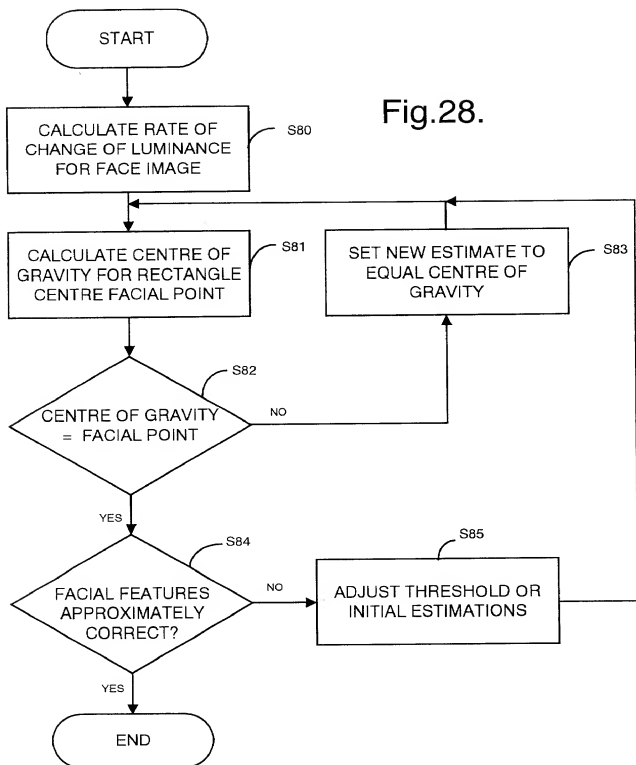 START
Fig.28.
CALCULATE RATE OF
CHANGE OF LUMINANCE
FOR FACE IMAGE
S80
CALCULATE CENTRE OF
GRAVITY FOR RECTANGLE
CENTRE FACIAL POINT
S81
SET NEW ESTIMATE TO
EQUAL CENTRE OF
GRAVITY
S83
CENTRE OF GRAVITY
= FACIAL POINT
S82
NO
YES
FACIAL FEATURES
APPROXIMATELY
CORRECT?
S84
NO
ADJUST THRESHOLD OR
INITIAL ESTIMATIONS
S85
YES
END